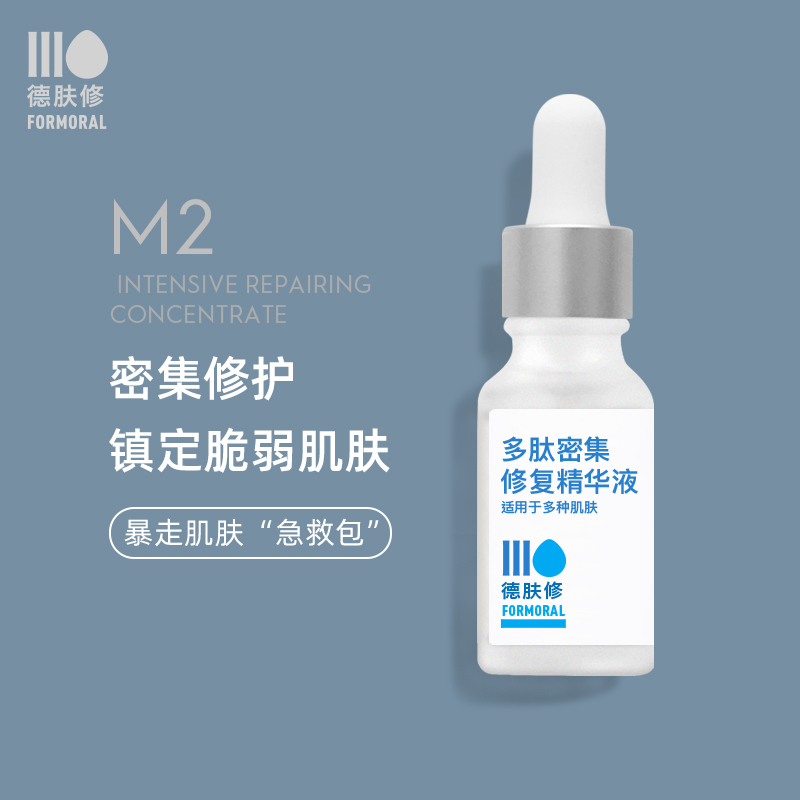 德肤修
FORMORAL
M2
INTENSIVE REPAIRING
CONCENTRATE
密集修护
镇定脆弱肌肤
暴走肌肤“急救包”
多肽密集
修复精华液
适用于多种肌肤
德肤修
FORMORAL